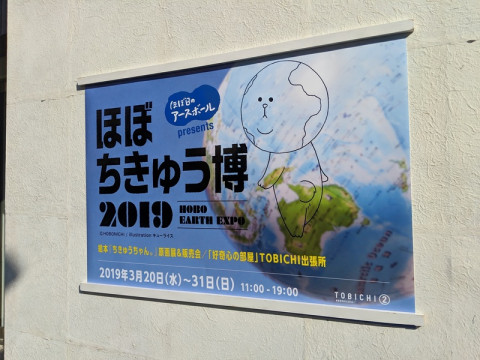 ほぼ日の
アースボール
presents
ほぼ
ちきゅう博
2019
HOBO
EARTH EXPO
絵本「ちきゅうちゃん。」原画展&販売会/「好奇心の部屋」TOBICHI出張所
2019年3月20日(水)〜31日(日) 11:00 - 19:00
TOBICHI ②